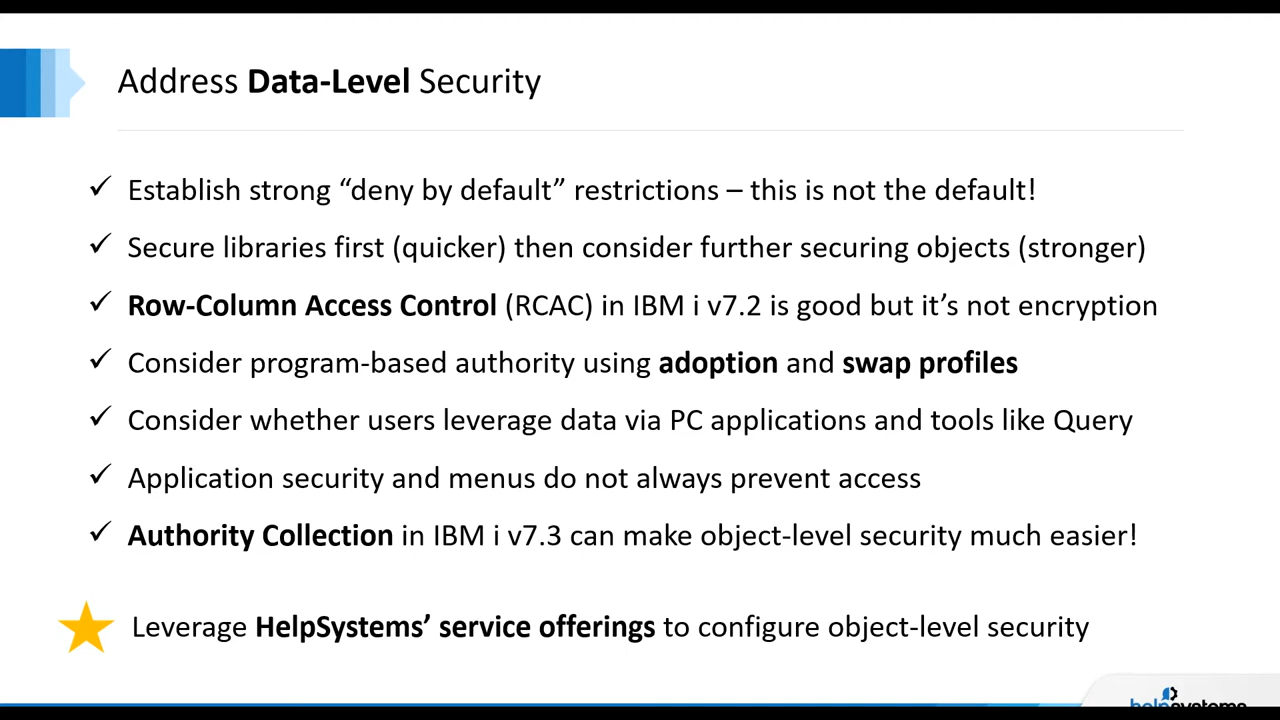 Address Data-Level Security
Establish strong “deny by default” restrictions – this is not the default!
Secure libraries first (quicker) then consider further securing objects (stronger)
Row-Column Access Control (RCAC) in IBM i v7.2 is good but it’s not encryption
Consider program-based authority using adoption and swap profiles
Consider whether users leverage data via PC applications and tools like Query
Application security and menus do not always prevent access
Authority Collection in IBM i v7.3 can make object-level security much easier!
Leverage HelpSystems’ service offerings to configure object-level security
helpsystems